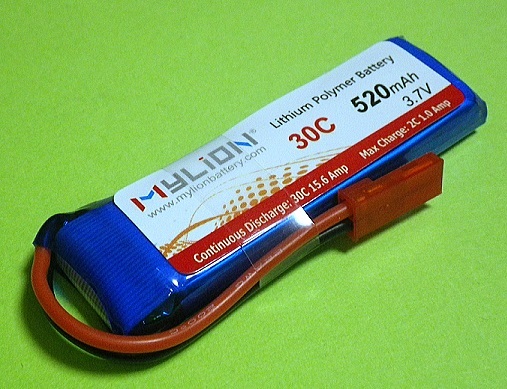 MYLION®
www.mylionbattery.com
Lithium Polymer Battery
30C
520mAh
3.7V
Continuous Discharge: 30C 15.6 Amp
Max Charge: 2C 1.0 Amp